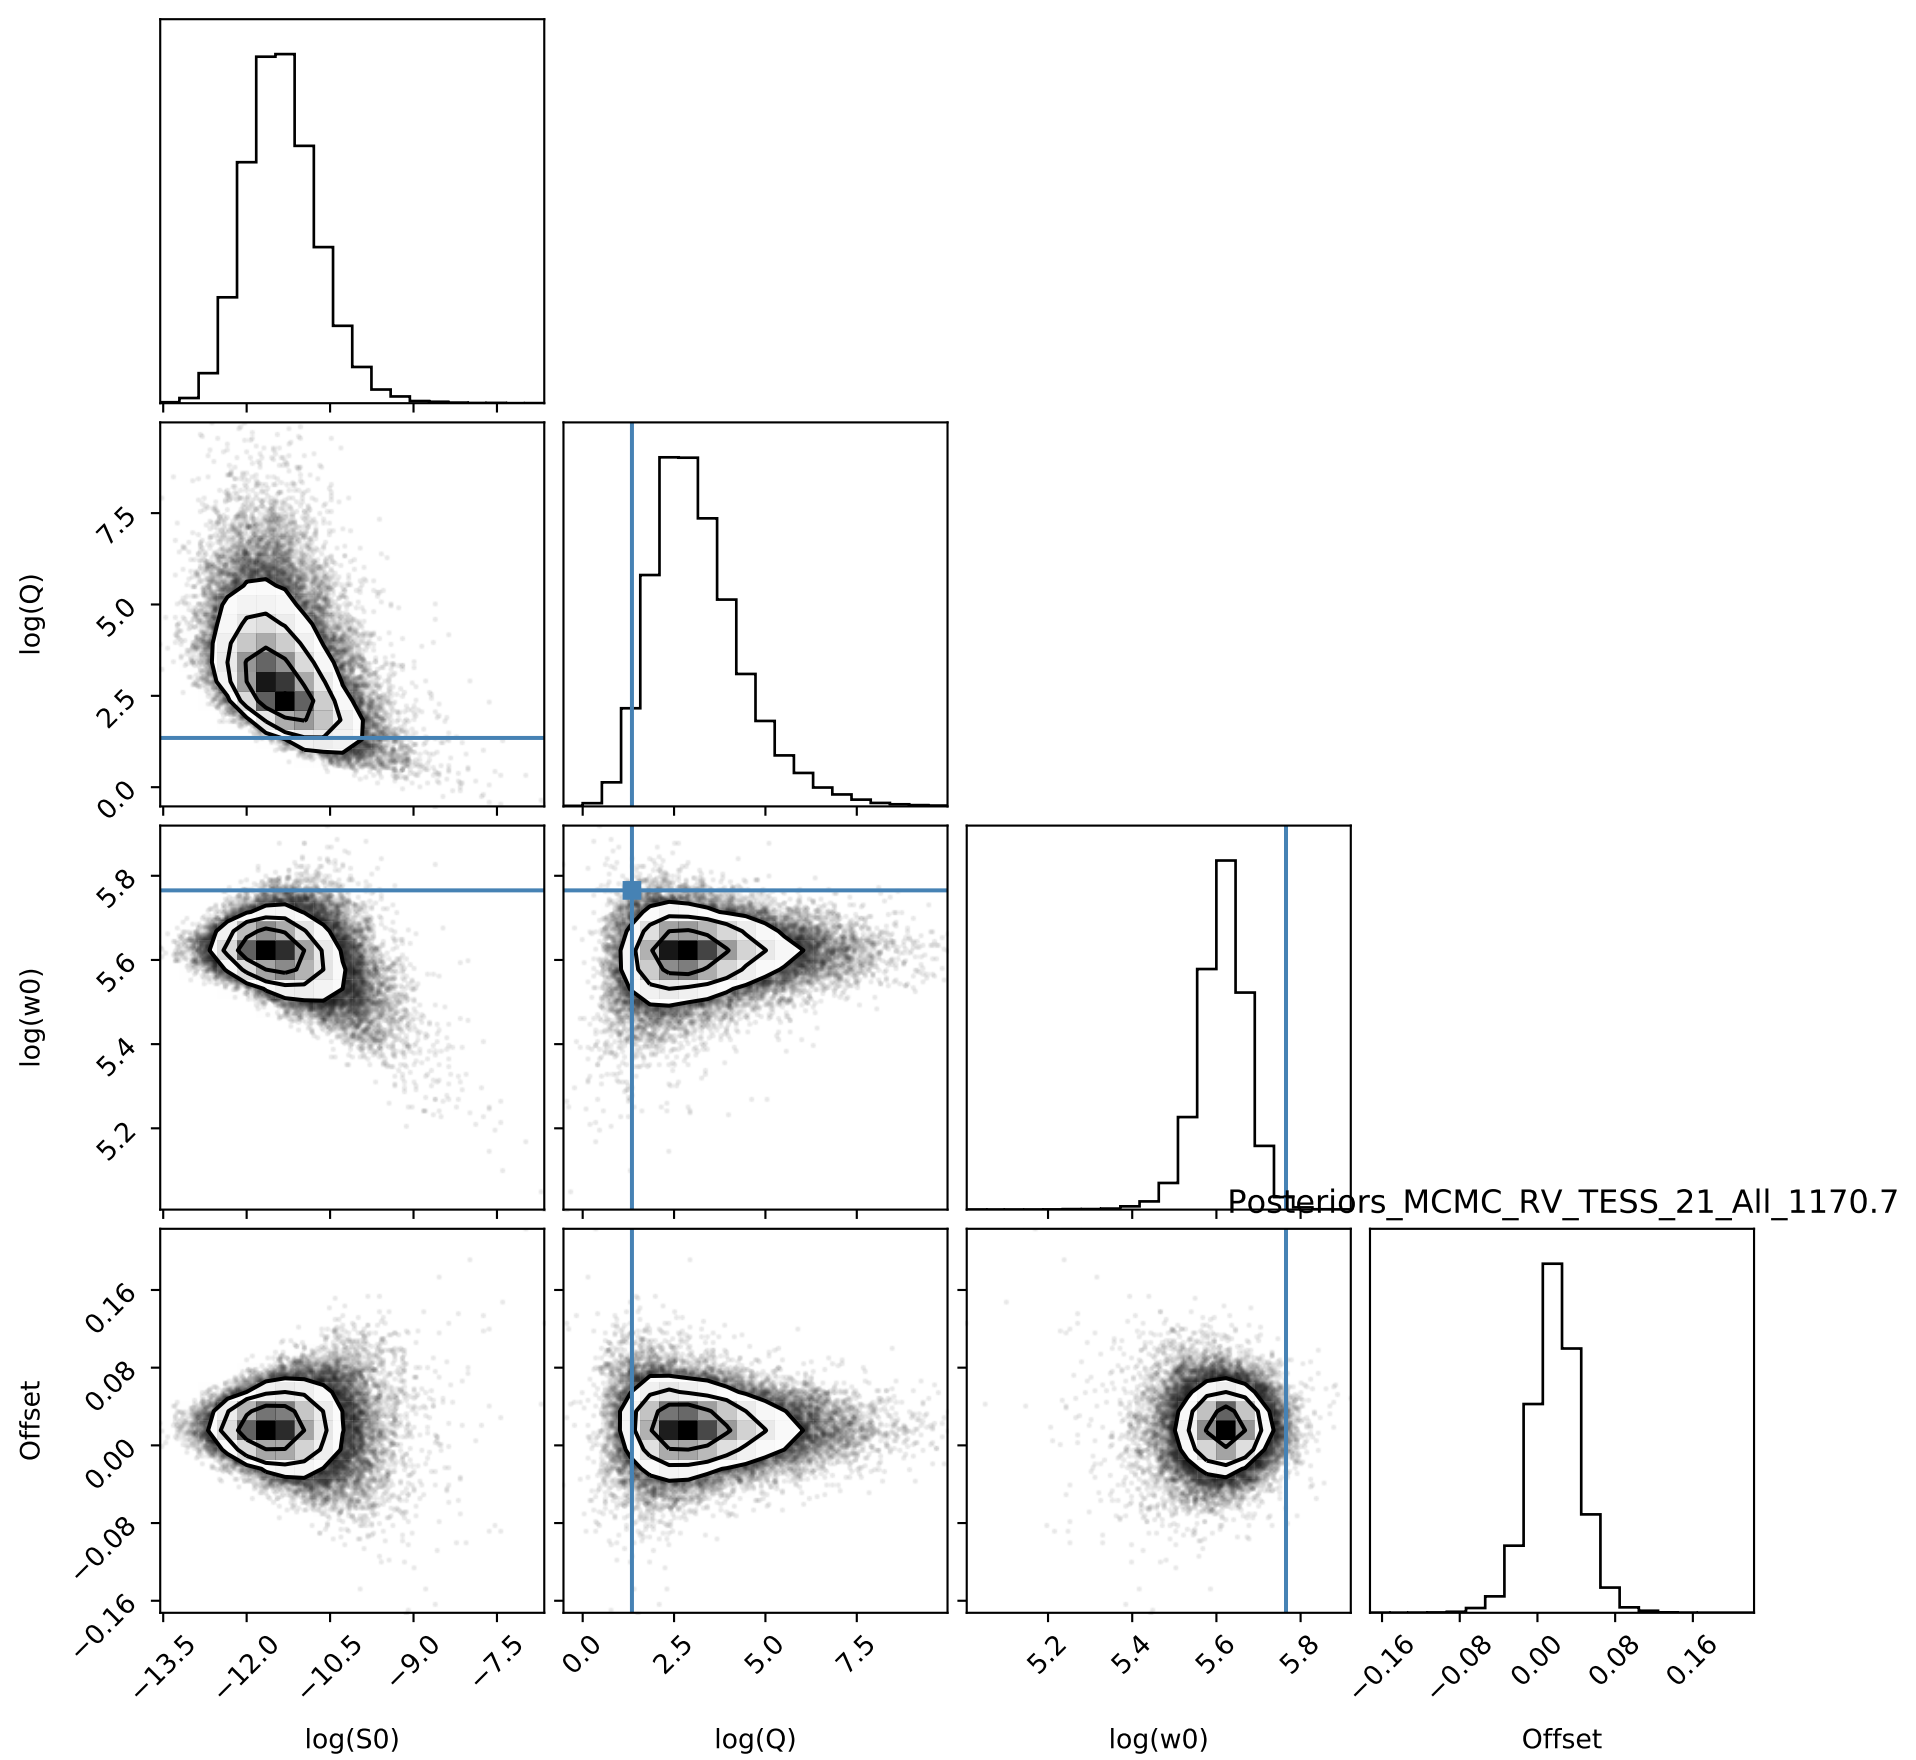 log(Q)
7.5
5.0
2.5
0.0
log(w0)
5.8
5.6
5.4
5.2
Posteriors_MCMC_RV_TESS_21_All_1170.7
Offset
0.16
0.08
0.00
−0.08
−0.16
−13.5 −12.0 −10.5 −9.0 −7.5 0.0 2.5 5.0 7.5 5.2 5.4 5.6 5.8 −0.16 −0.08 0.00 0.08 0.16
log(S0) log(Q) log(w0) Offset